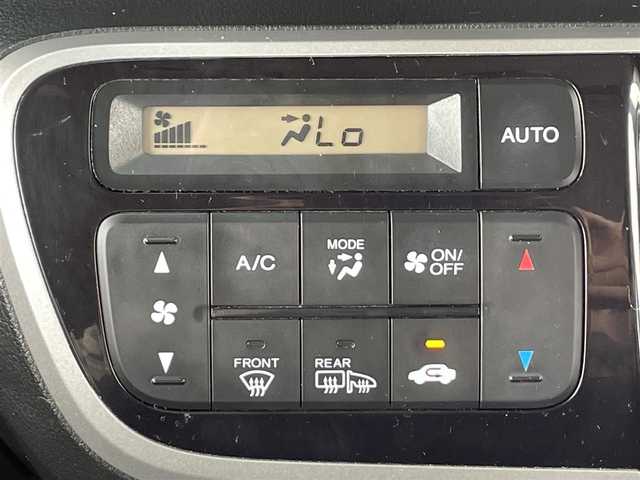 Lo
AUTO
A/C
MODE
ON/
OFF
FRONT
REAR